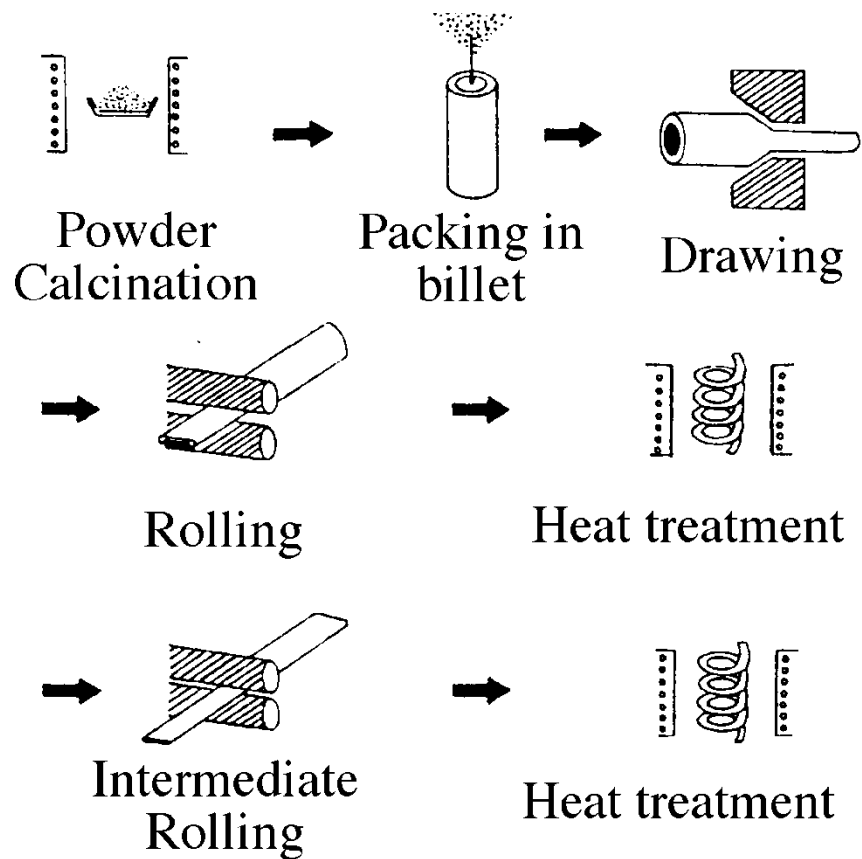 Powder
Calcination
Packing in
billet
Drawing
Rolling
Heat treatment
Intermediate
Rolling
Heat treatment